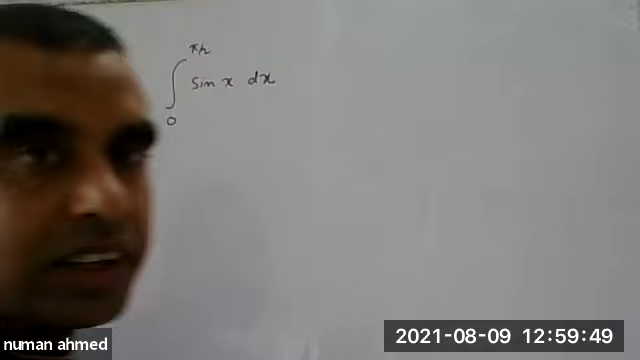 π/2
∫ sin x dx
0
numan ahmed
2021-08-09 12:59:49